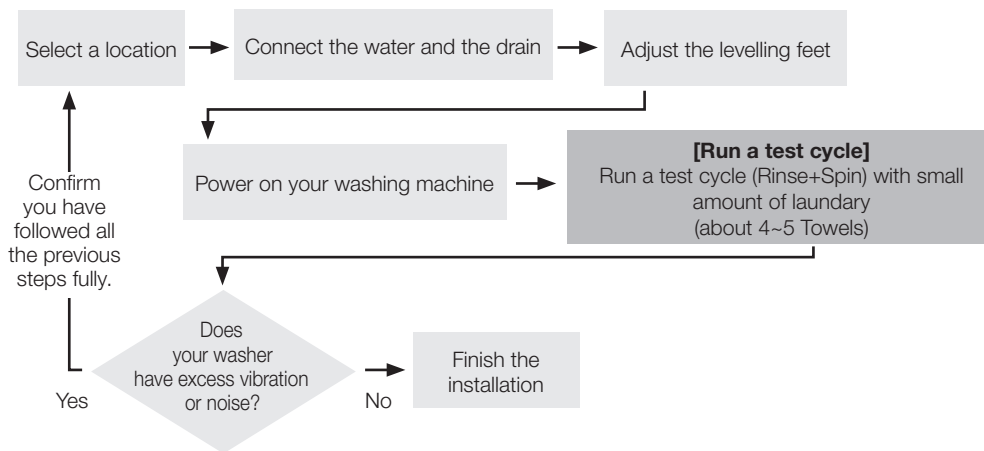 Select a location
Connect the water and the drain
Adjust the levelling feet
Power on your washing machine
[Run a test cycle]
Run a test cycle (Rinse+Spin) with small
amount of laundary
(about 4~5 Towels)
Confirm
you have
followed all
the previous
steps fully.
Does
your washer
have excess vibration
or noise?
Yes
No
Finish the
installation